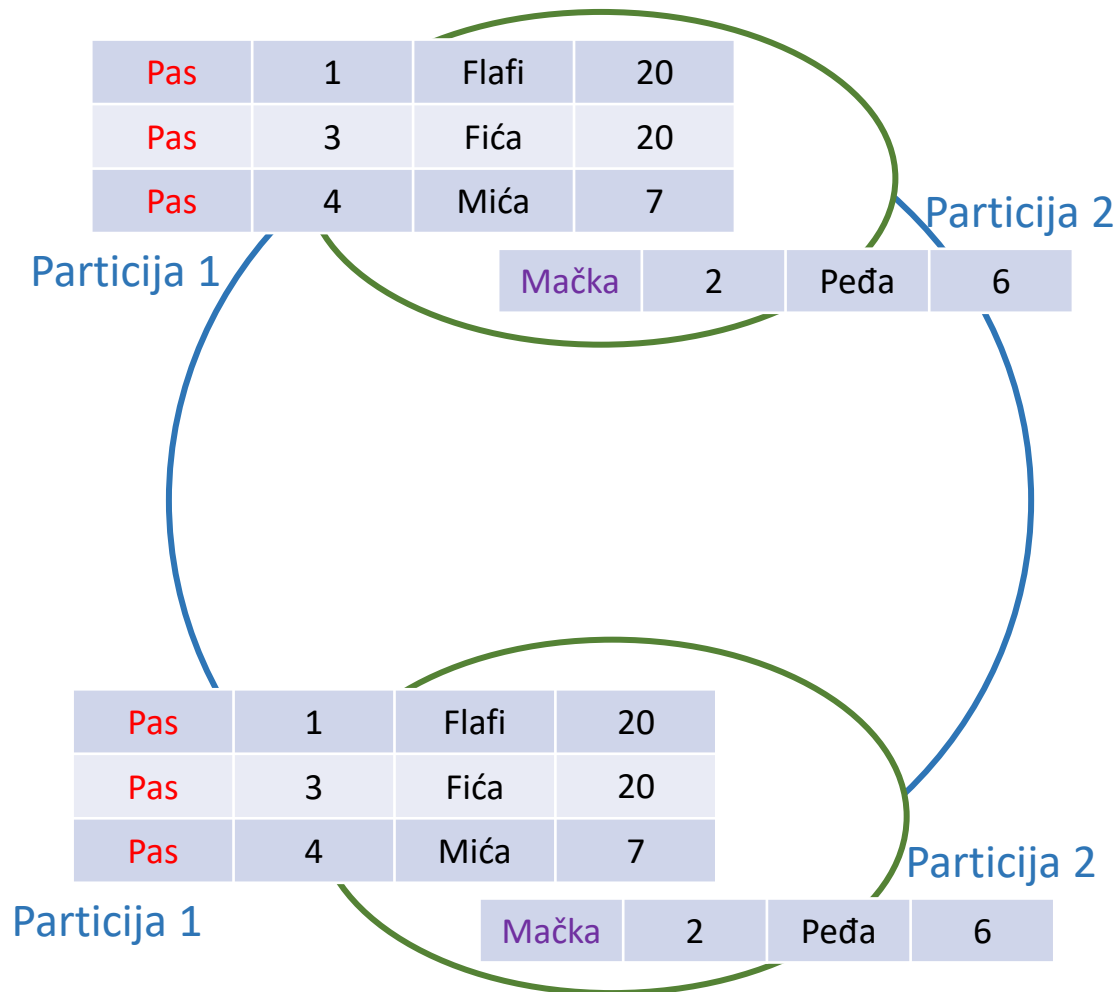 Pas 1 Flafi 20
Pas 3 Fića 20
Pas 4 Mića 7
Particija 2
Particija 1
Mačka 2 Peđa 6
Pas 1 Flafi 20
Pas 3 Fića 20
Pas 4 Mića 7
Particija 2
Particija 1
Mačka 2 Peđa 6